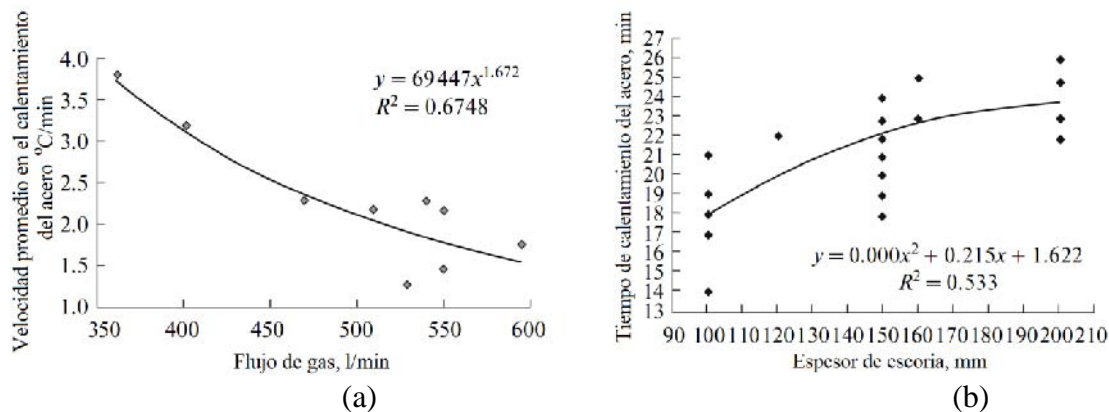 Velocidad promedio en el calentamiento
del acero °C/min
4.0
3.5
3.0
2.5
2.0
1.5
1.0
y = 69447x^1.672
R² = 0.6748
350 400 450 500 550 600
Flujo de gas, l/min
(a)
Tiempo de calentamiento del acero, min
27
26
25
24
23
22
21
20
19
18
17
16
15
14
13
y = 0.000x² + 0.215x + 1.622
R² = 0.533
90 100 110 120 130 140 150 160 170 180 190 200 210
Espesor de escoria, mm
(b)